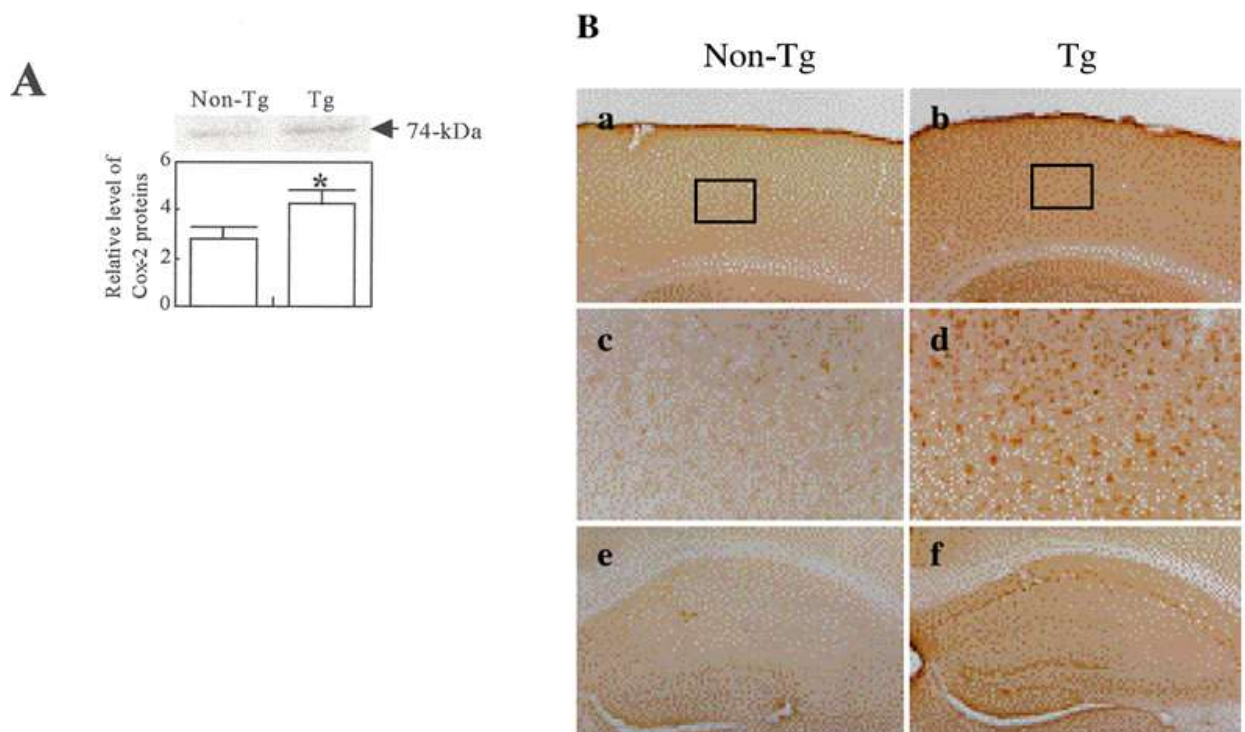 A
Non-Tg Tg
74-kDa
Relative level of
Cox-2 proteins
6
*
4
2
0
B
Non-Tg Tg
a b
c d
e f